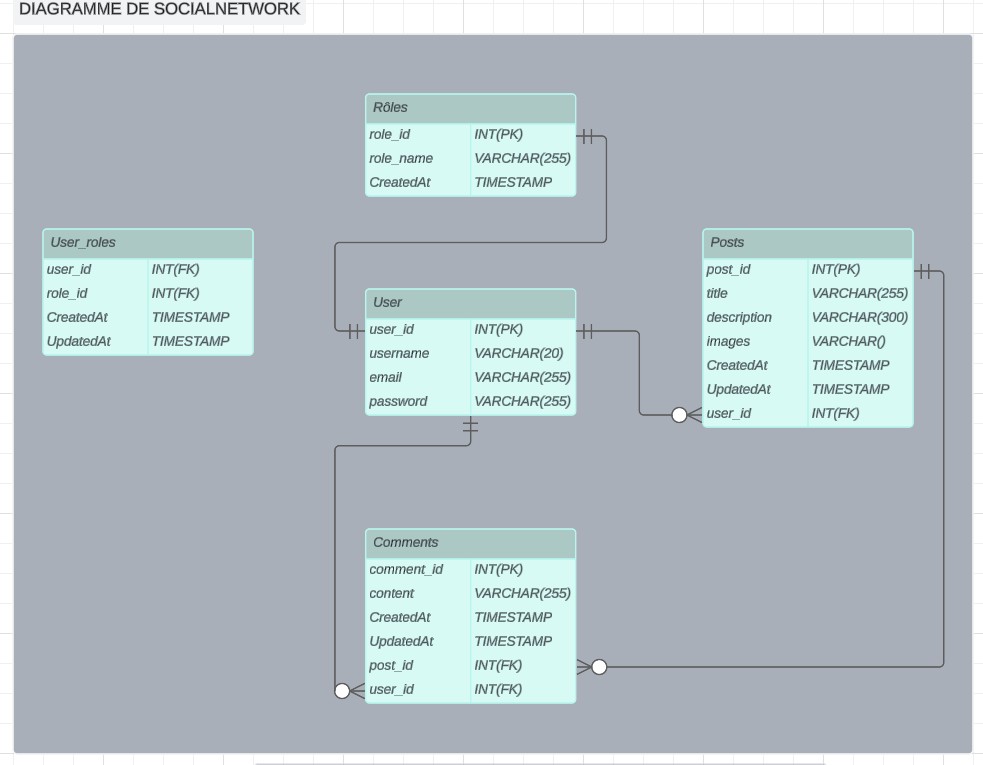 DIAGRAMME DE SOCIALNETWORK
Rôles
role_id INT(PK)
role_name VARCHAR(255)
CreatedAt TIMESTAMP
User_roles
user_id INT(FK)
role_id INT(FK)
CreatedAt TIMESTAMP
UpdatedAt TIMESTAMP
User
user_id INT(PK)
username VARCHAR(20)
email VARCHAR(255)
password VARCHAR(255)
Posts
post_id INT(PK)
title VARCHAR(255)
description VARCHAR(300)
images VARCHAR()
CreatedAt TIMESTAMP
UpdatedAt TIMESTAMP
user_id INT(FK)
Comments
comment_id INT(PK)
content VARCHAR(255)
CreatedAt TIMESTAMP
UpdatedAt TIMESTAMP
post_id INT(FK)
user_id INT(FK)